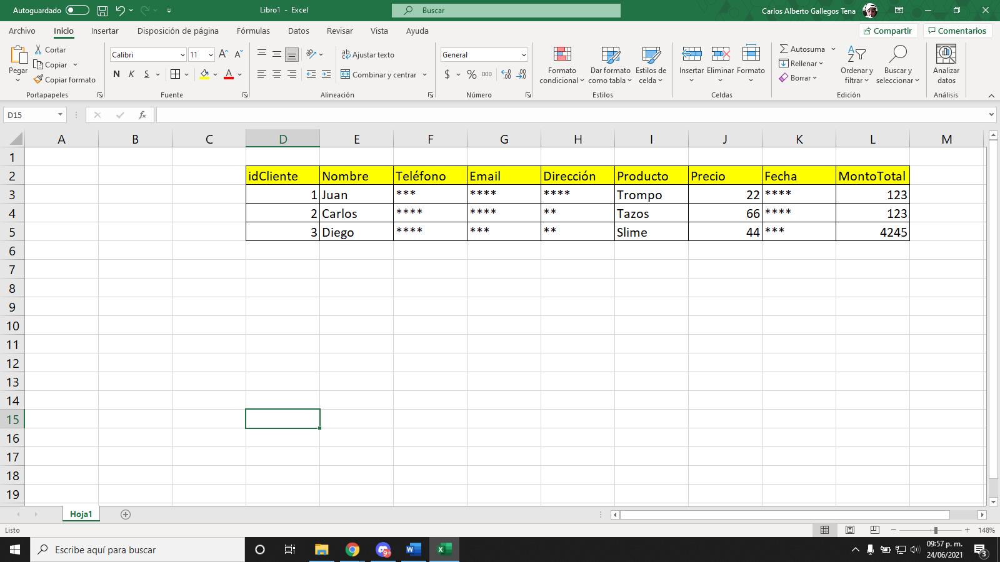 Autoguardado
Libro1 - Excel
Buscar
Carlos Alberto Gallegos Tena
Archivo Inicio Insertar Disposición de página Fórmulas Datos Revisar Vista Ayuda
Compartir Comentarios
Pegar
Cortar
Copiar
Copiar formato
Portapapeles
Calibri 11
N K S
Fuente
Ajustar texto
Combinar y centrar
Alineación
General
$ % 000
Número
Formato condicional
Dar formato como tabla
Estilos de celda
Estilos
Insertar Eliminar Formato
Celdas
Autosuma
Rellenar
Borrar
Ordenar y filtrar
Buscar y seleccionar
Edición
Analizar datos
Análisis
D15
fx
A B C D E F G H I J K L M
1
2 idCliente Nombre Teléfono Email Dirección Producto Precio Fecha MontoTotal
3 1 Juan *** **** **** Trompo 22 **** 123
4 2 Carlos **** **** ** Tazos 66 **** 123
5 3 Diego **** *** ** Slime 44 *** 4245
6
7
8
9
10
11
12
13
14
15
16
17
18
19
Hoja1
Listo
148%
Escribe aquí para buscar
9+
09:57 p. m.
24/06/2021
3